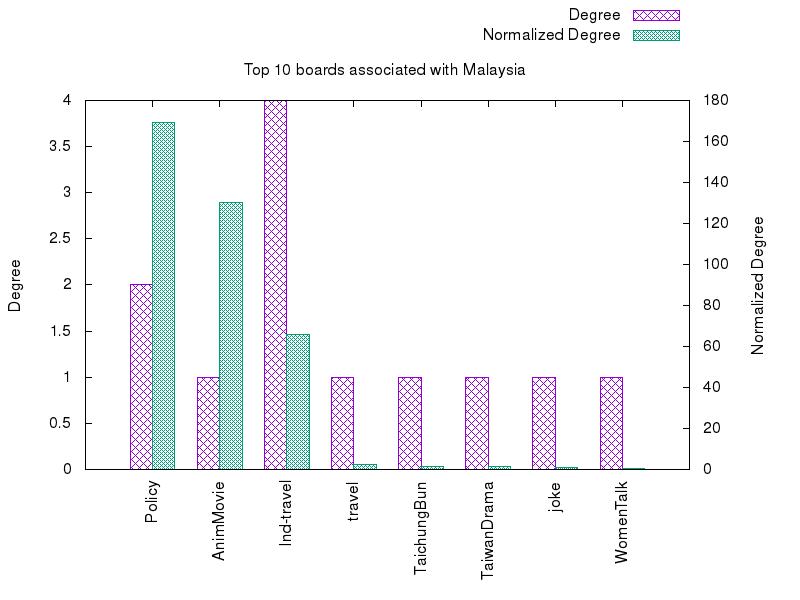 Degree
Normalized Degree
Top 10 boards associated with Malaysia
4
3.5
3
2.5
2
1.5
1
0.5
0
180
160
140
120
100
80
60
40
20
0
Degree
Normalized Degree
Policy
AnimMovie
Ind-travel
travel
TaichungBun
TaiwanDrama
joke
WomenTalk